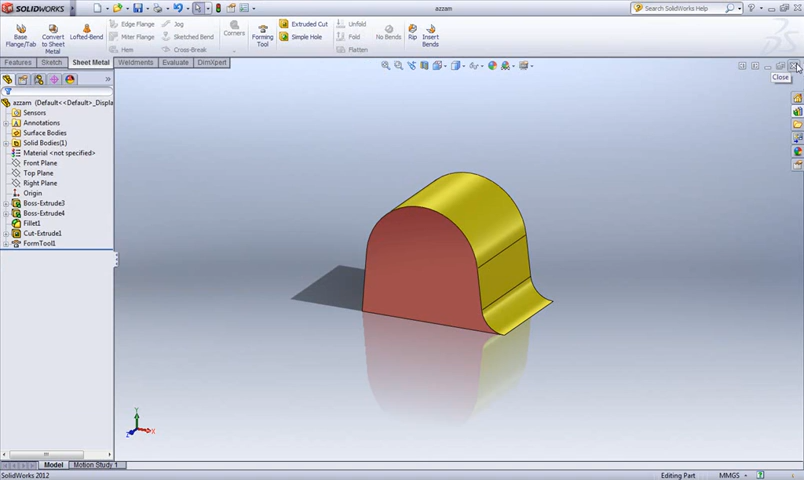 SOLIDWORKS
azzam
Search SolidWorks Help
Base Flange/Tab
Convert to Sheet Metal
Lofted-Bend
Edge Flange
Miter Flange
Hem
Jog
Sketched Bend
Cross-Break
Corners
Forming Tool
Extruded Cut
Simple Hole
Unfold
Fold
Flatten
No Bends
Rip
Insert Bends
Features
Sketch
Sheet Metal
Weldments
Evaluate
DimXpert
Close
azzam (Default<<Default>_Displa
Sensors
Annotations
Surface Bodies
Solid Bodies(1)
Material <not specified>
Front Plane
Top Plane
Right Plane
Origin
Boss-Extrude3
Boss-Extrude4
Fillet1
Cut-Extrude1
FormTool1
Y
X
Z
Model
Motion Study 1
SolidWorks 2012
Editing Part
MMGS